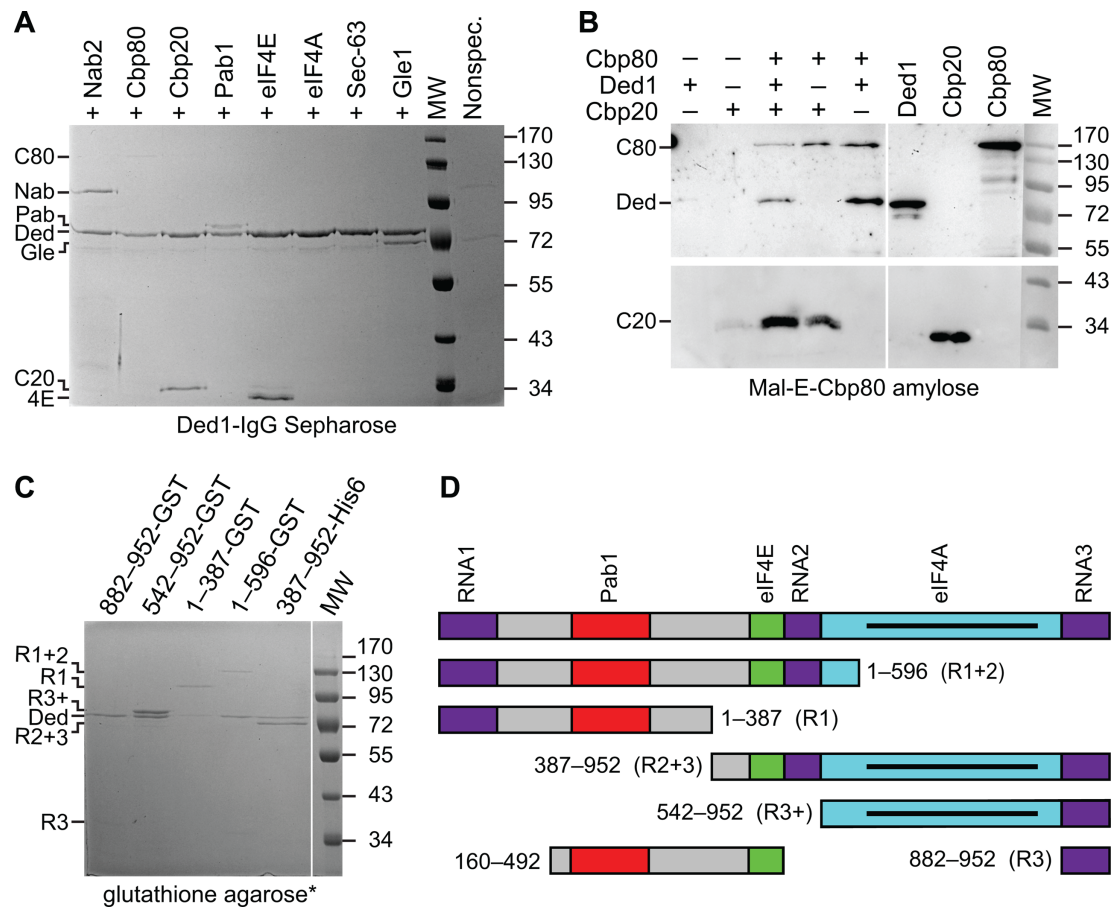 A
+ Nab2
+ Cbp80
+ Cbp20
+ Pab1
+ eIF4E
+ eIF4A
+ Sec-63
+ Gle1
MW
Nonspec.
C80
Nab
Pab
Ded
Gle
C20
4E
170
130
95
72
55
43
34
Ded1-IgG Sepharose
B
Cbp80 – – + + +
Ded1 + – + – +
Cbp20 – + + + –
Ded1
Cbp20
Cbp80
MW
C80
Ded
C20
170
130
95
72
55
43
34
Mal-E-Cbp80 amylose
C
882–952-GST
542–952-GST
1–387-GST
1–596-GST
387–952-His6
MW
R1+2
R1
R3+
Ded
R2+3
R3
170
130
95
72
55
43
34
glutathione agarose*
D
RNA1
Pab1
eIF4E
RNA2
eIF4A
RNA3
1–596 (R1+2)
1–387 (R1)
387–952 (R2+3)
542–952 (R3+)
160–492
882–952 (R3)